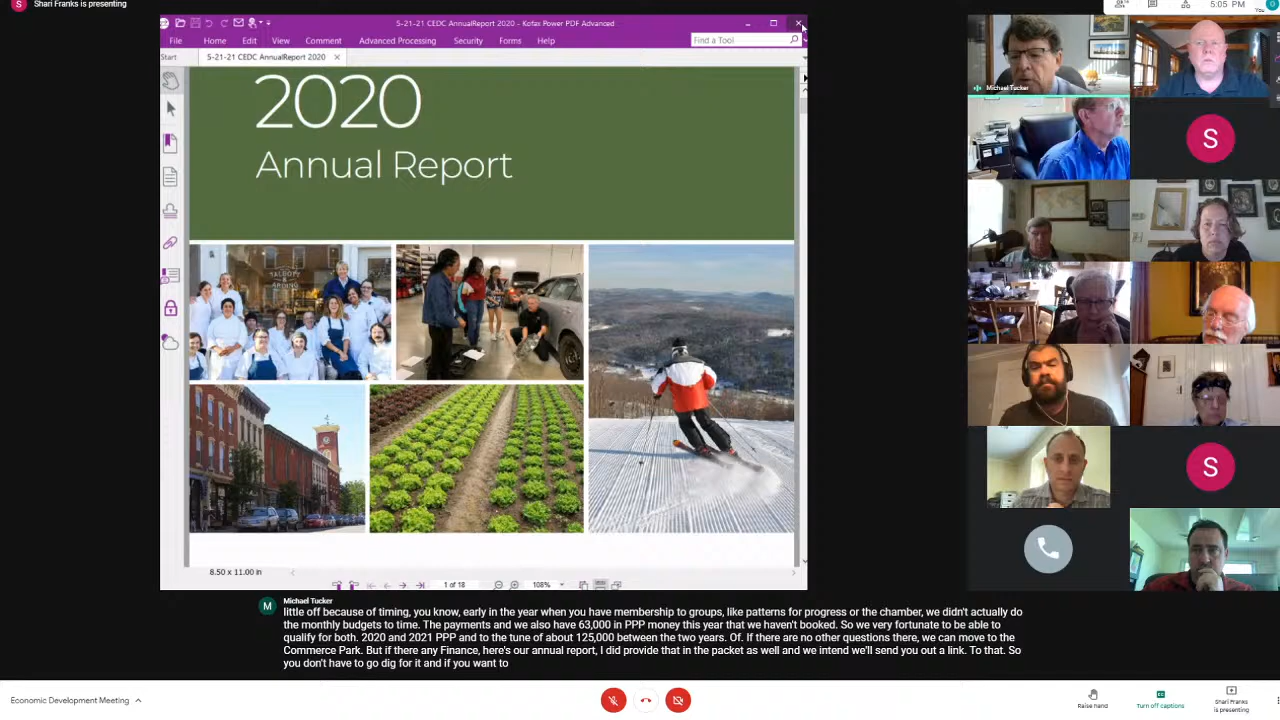 S Shari Franks is presenting
5:05 PM
You
5-21-21 CEDC AnnualReport 2020 - Kofax Power PDF Advanced
File Home Edit View Comment Advanced Processing Security Forms Help Find a Tool
Start 5-21-21 CEDC AnnualReport 2020
2020
Annual Report
TALBOTT & ARDING
8.50 x 11.00 in
1 of 18 108%
Michael Tucker
S
S
M Michael Tucker
little off because of timing, you know, early in the year when you have membership to groups, like patterns for progress or the chamber, we didn't actually do
the monthly budgets to time. The payments and we also have 63,000 in PPP money this year that we haven't booked. So we very fortunate to be able to
qualify for both. 2020 and 2021 PPP and to the tune of about 125,000 between the two years. Of. If there are no other questions there, we can move to the
Commerce Park. But if there any Finance, here's our annual report, I did provide that in the packet as well and we intend we'll send you out a link. To that. So
you don't have to go dig for it and if you want to
Economic Development Meeting
Raise hand
Turn off captions
Shari Franks
is presenting